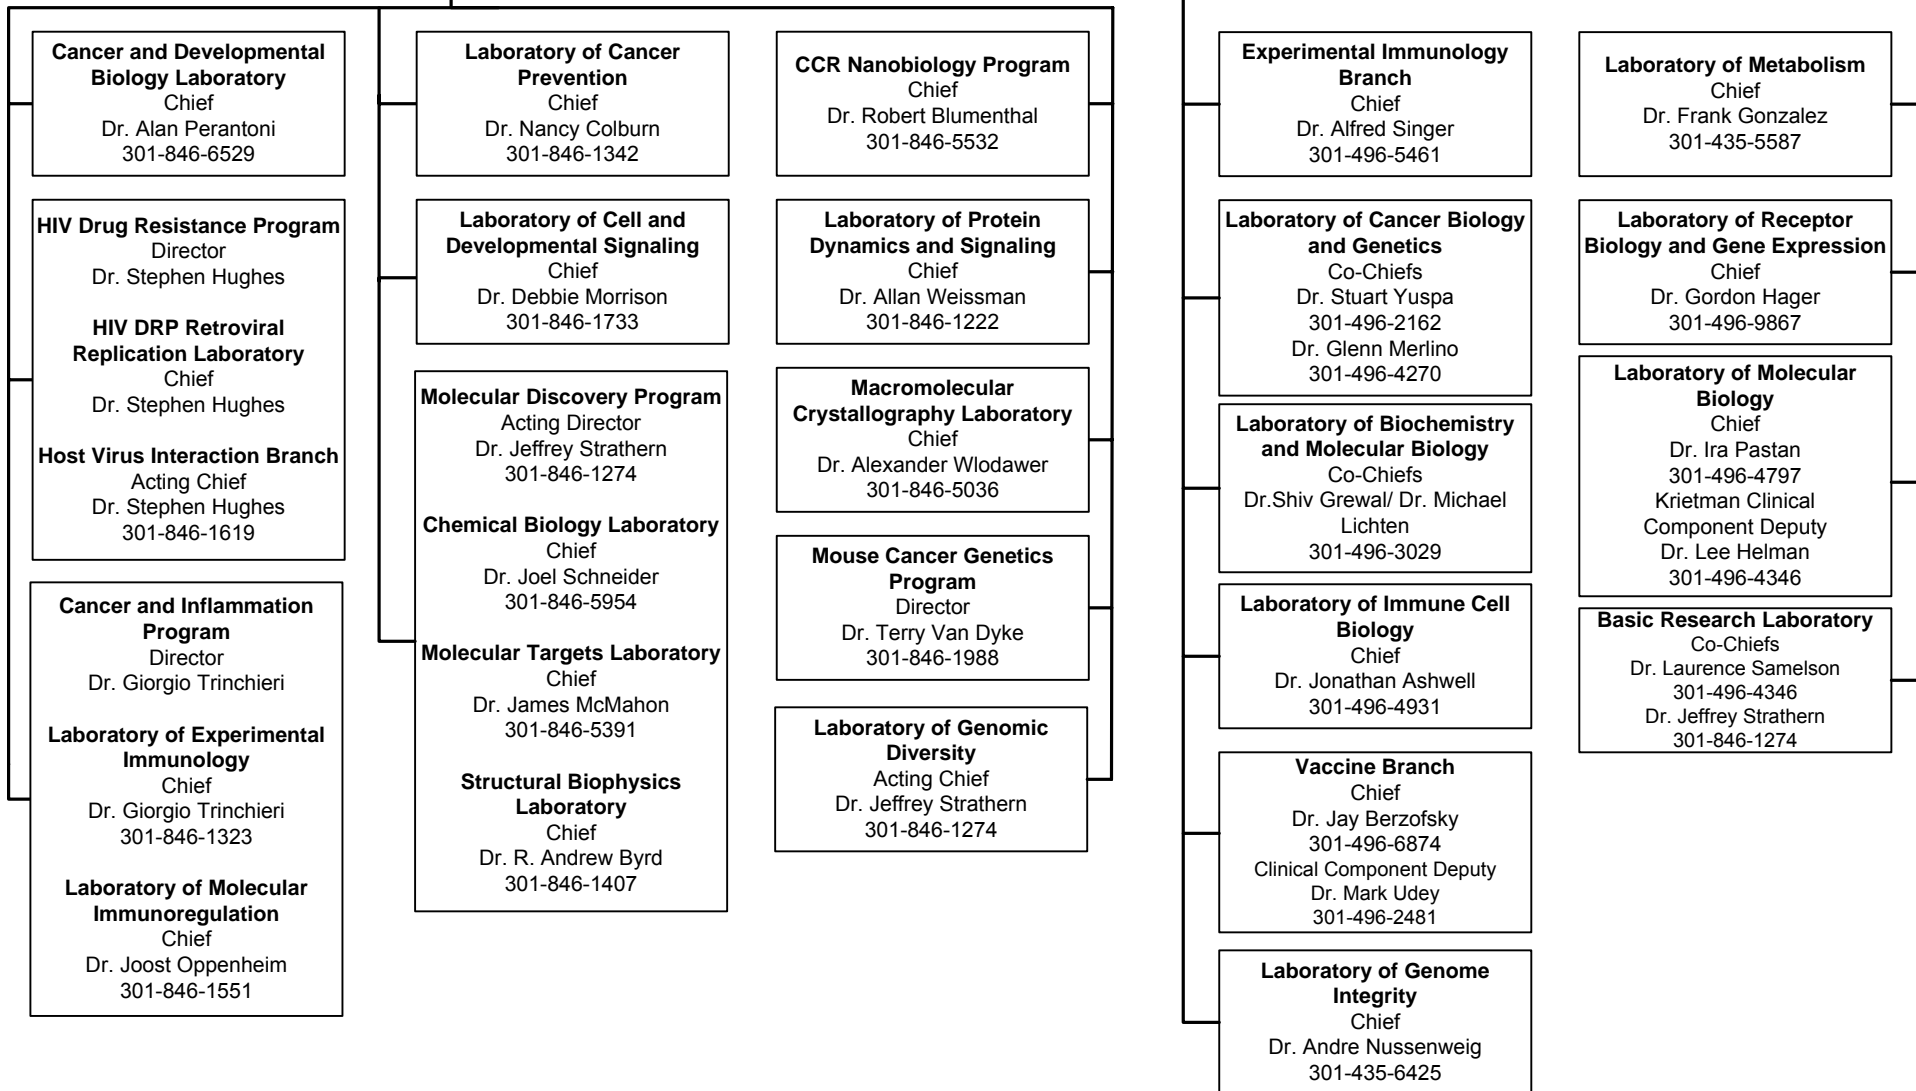 Cancer and Developmental
Biology Laboratory
Chief
Dr. Alan Perantoni
301-846-6529
HIV Drug Resistance Program
Director
Dr. Stephen Hughes
HIV DRP Retroviral
Replication Laboratory
Chief
Dr. Stephen Hughes
Host Virus Interaction Branch
Acting Chief
Dr. Stephen Hughes
301-846-1619
Cancer and Inflammation
Program
Director
Dr. Giorgio Trinchieri
Laboratory of Experimental
Immunology
Chief
Dr. Giorgio Trinchieri
301-846-1323
Laboratory of Molecular
Immunoregulation
Chief
Dr. Joost Oppenheim
301-846-1551
Laboratory of Cancer
Prevention
Chief
Dr. Nancy Colburn
301-846-1342
Laboratory of Cell and
Developmental Signaling
Chief
Dr. Debbie Morrison
301-846-1733
Molecular Discovery Program
Acting Director
Dr. Jeffrey Strathern
301-846-1274
Chemical Biology Laboratory
Chief
Dr. Joel Schneider
301-846-5954
Molecular Targets Laboratory
Chief
Dr. James McMahon
301-846-5391
Structural Biophysics
Laboratory
Chief
Dr. R. Andrew Byrd
301-846-1407
CCR Nanobiology Program
Chief
Dr. Robert Blumenthal
301-846-5532
Laboratory of Protein
Dynamics and Signaling
Chief
Dr. Allan Weissman
301-846-1222
Macromolecular
Crystallography Laboratory
Chief
Dr. Alexander Wlodawer
301-846-5036
Mouse Cancer Genetics
Program
Director
Dr. Terry Van Dyke
301-846-1988
Laboratory of Genomic
Diversity
Acting Chief
Dr. Jeffrey Strathern
301-846-1274
Experimental Immunology
Branch
Chief
Dr. Alfred Singer
301-496-5461
Laboratory of Cancer Biology
and Genetics
Co-Chiefs
Dr. Stuart Yuspa
301-496-2162
Dr. Glenn Merlino
301-496-4270
Laboratory of Biochemistry
and Molecular Biology
Co-Chiefs
Dr.Shiv Grewal/ Dr. Michael
Lichten
301-496-3029
Laboratory of Immune Cell
Biology
Chief
Dr. Jonathan Ashwell
301-496-4931
Vaccine Branch
Chief
Dr. Jay Berzofsky
301-496-6874
Clinical Component Deputy
Dr. Mark Udey
301-496-2481
Laboratory of Genome
Integrity
Chief
Dr. Andre Nussenweig
301-435-6425
Laboratory of Metabolism
Chief
Dr. Frank Gonzalez
301-435-5587
Laboratory of Receptor
Biology and Gene Expression
Chief
Dr. Gordon Hager
301-496-9867
Laboratory of Molecular
Biology
Chief
Dr. Ira Pastan
301-496-4797
Krietman Clinical
Component Deputy
Dr. Lee Helman
301-496-4346
Basic Research Laboratory
Co-Chiefs
Dr. Laurence Samelson
301-496-4346
Dr. Jeffrey Strathern
301-846-1274